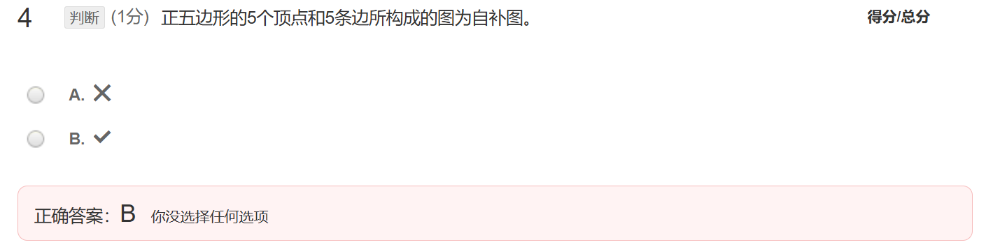 4 判断 (1分) 正五边形的5个顶点和5条边所构成的图为自补图。 得分/总分
A. ✕
B. ✓
正确答案：B 你没选择任何选项